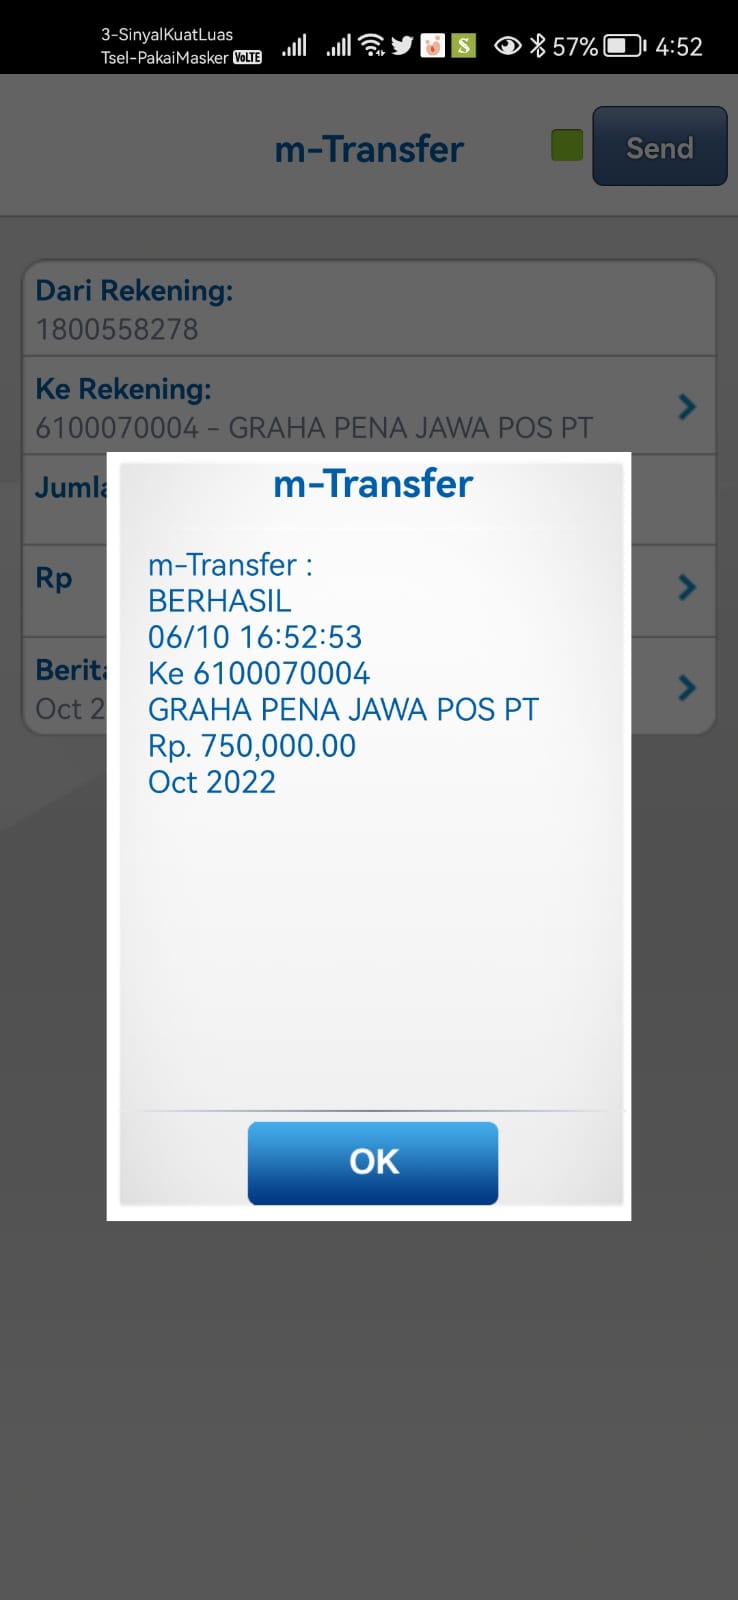 3-SinyalKuatLuas
Tsel-PakaiMasker VoLTE
S
57% 4:52
m-Transfer
Send
Dari Rekening:
1800558278
Ke Rekening:
6100070004 - GRAHA PENA JAWA POS PT
Rp
Oct 2
m-Transfer
m-Transfer :
BERHASIL
06/10 16:52:53
Ke 6100070004
GRAHA PENA JAWA POS PT
Rp. 750,000.00
Oct 2022
OK